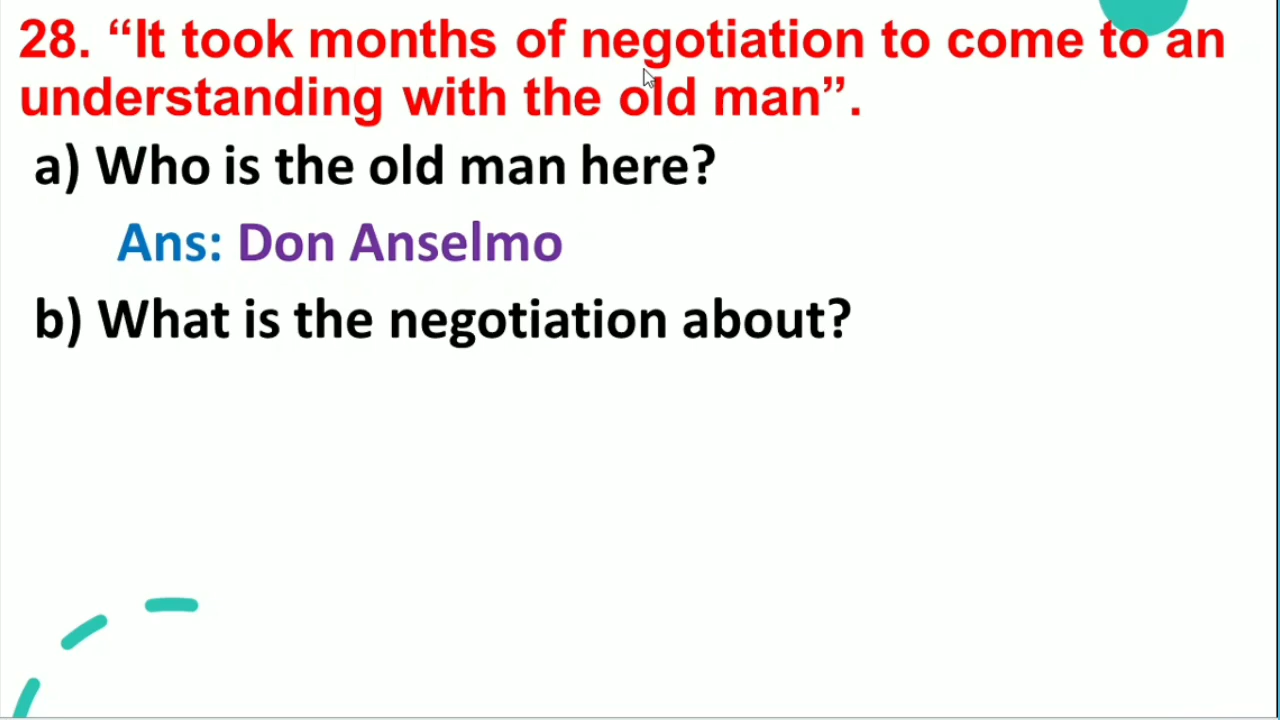 28. “It took months of negotiation to come to an
understanding with the old man”.
a) Who is the old man here?
Ans: Don Anselmo
b) What is the negotiation about?